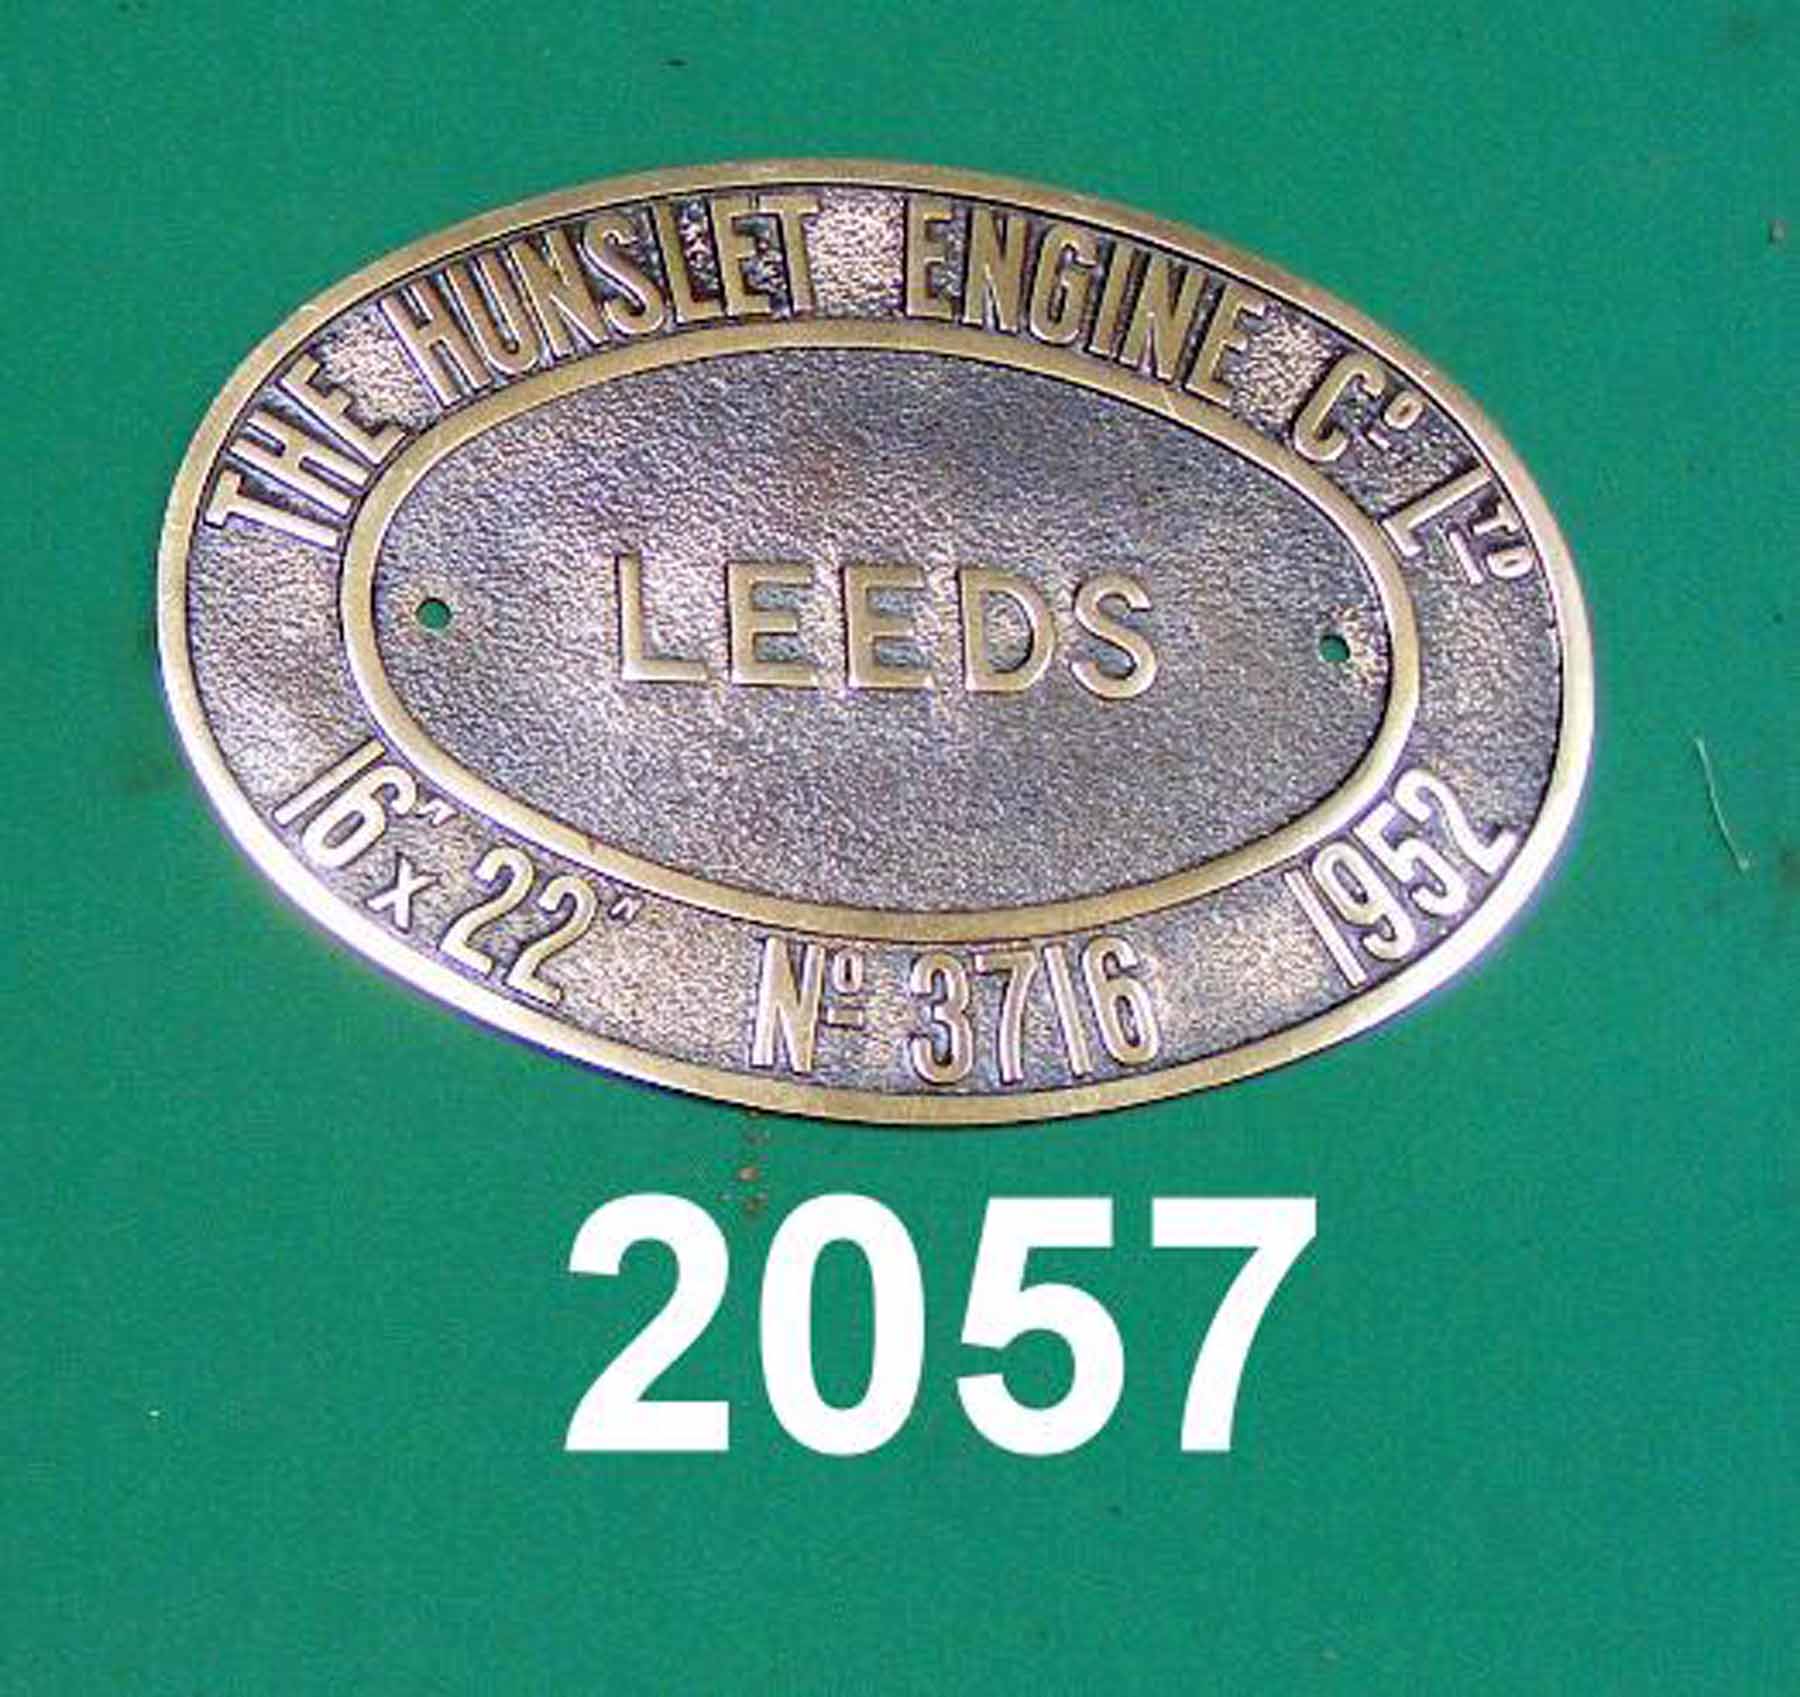 THE HUNSLET ENGINE Cº LTD
LEEDS
16" x 22" Nº 3716 1952
2057